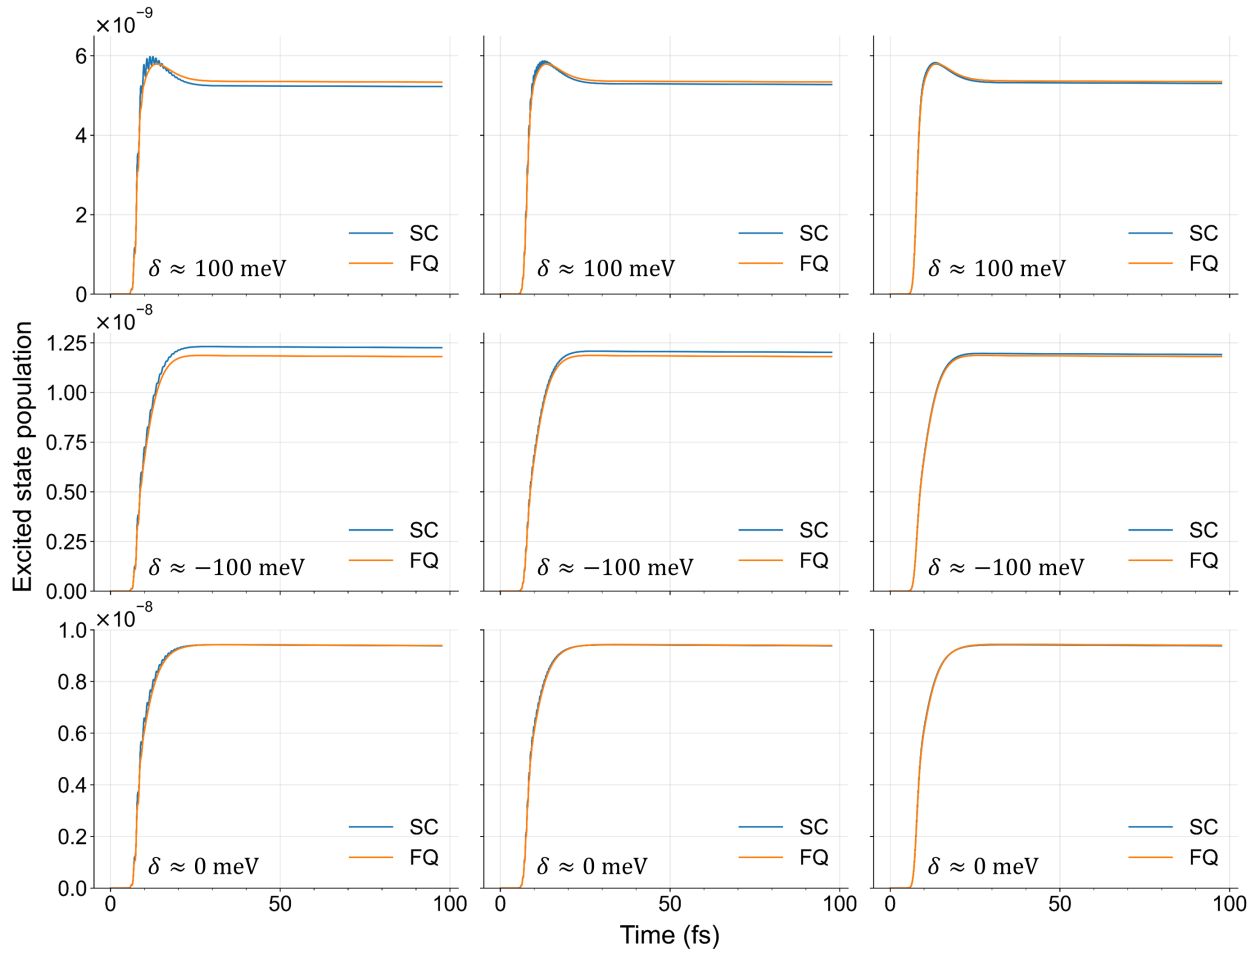 ×10⁻⁹
6
4
2
0
SC
FQ
δ ≈ 100 meV
SC
FQ
δ ≈ 100 meV
SC
FQ
δ ≈ 100 meV
Excited state population
×10⁻⁸
1.25
1.00
0.75
0.50
0.25
0.00
SC
FQ
δ ≈ −100 meV
SC
FQ
δ ≈ −100 meV
SC
FQ
δ ≈ −100 meV
×10⁻⁸
1.0
0.8
0.6
0.4
0.2
0.0
SC
FQ
δ ≈ 0 meV
SC
FQ
δ ≈ 0 meV
SC
FQ
δ ≈ 0 meV
0 50 100 0 50 100 0 50 100
Time (fs)